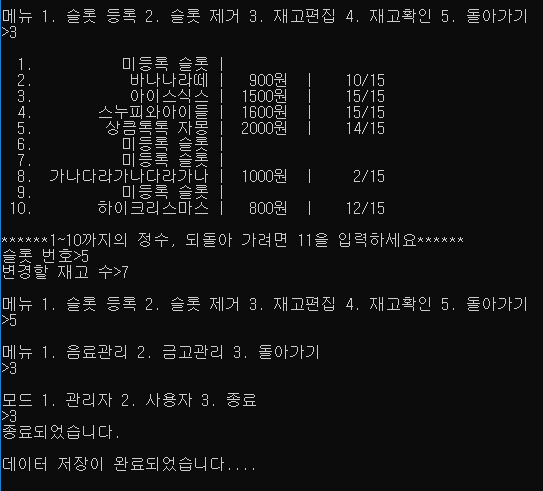 메뉴 1. 슬롯 등록 2. 슬롯 제거 3. 재고편집 4. 재고확인 5. 돌아가기
>3
1. 미등록 슬롯 |
2. 바나나라떼 | 900원 | 10/15
3. 아이스식스 | 1500원 | 15/15
4. 스누피와아이들 | 1600원 | 15/15
5. 상큼톡톡 자몽 | 2000원 | 14/15
6. 미등록 슬롯 |
7. 미등록 슬롯 |
8. 가나다라가나다라가나 | 1000원 | 2/15
9. 미등록 슬롯 |
10. 하이크리스마스 | 800원 | 12/15
******1~10까지의 정수, 되돌아 가려면 11을 입력하세요******
슬롯 번호>5
변경할 재고 수>7
메뉴 1. 슬롯 등록 2. 슬롯 제거 3. 재고편집 4. 재고확인 5. 돌아가기
>5
메뉴 1. 음료관리 2. 금고관리 3. 돌아가기
>3
모드 1. 관리자 2. 사용자 3. 종료
>3
종료되었습니다.
데이터 저장이 완료되었습니다....